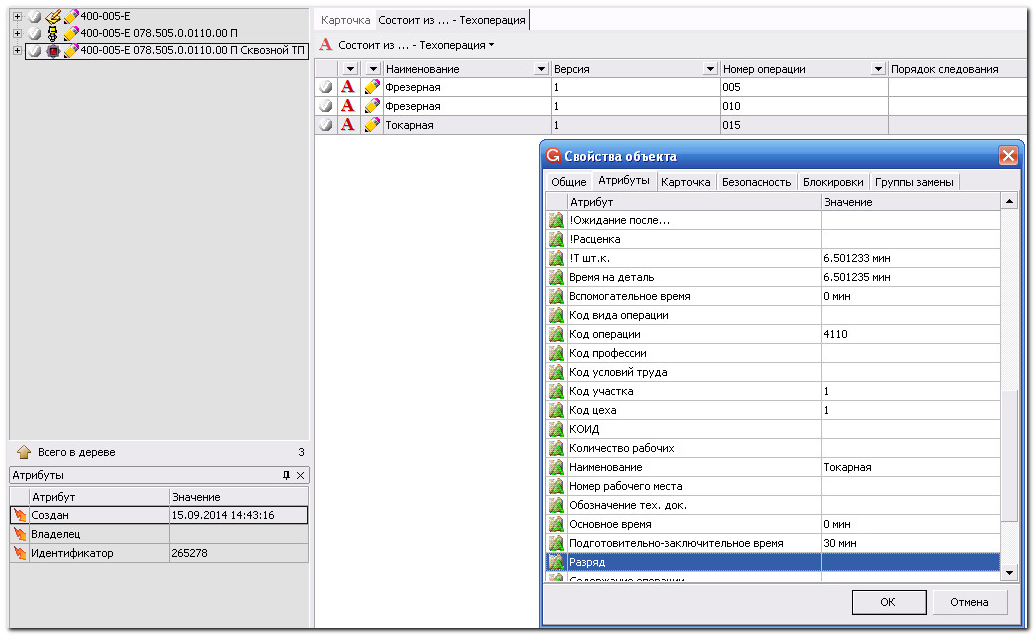 400-005-Е
400-005-Е 078.505.0.0110.00 П
400-005-Е 078.505.0.0110.00 П Сквозной ТП
Всего в дереве 3
Атрибуты
Атрибут Значение
Создан 15.09.2014 14:43:16
Владелец
Идентификатор 265278
Карточка Состоит из ... - Техоперация
А Состоит из ... - Техоперация
Наименование Версия Номер операции Порядок следования
А Фрезерная 1 005
А Фрезерная 1 010
А Токарная 1 015
Свойства объекта
Общие Атрибуты Карточка Безопасность Блокировки Группы замены
Атрибут Значение
!Ожидание после...
!Расценка
!Т шт.к. 6.501233 мин
Время на деталь 6.501235 мин
Вспомогательное время 0 мин
Код вида операции
Код операции 4110
Код профессии
Код условий труда
Код участка 1
Код цеха 1
КОИД
Количество рабочих
Наименование Токарная
Номер рабочего места
Обозначение тех. док.
Основное время 0 мин
Подготовительно-заключительное время 30 мин
Разряд
Содержание операции
ОК Отмена